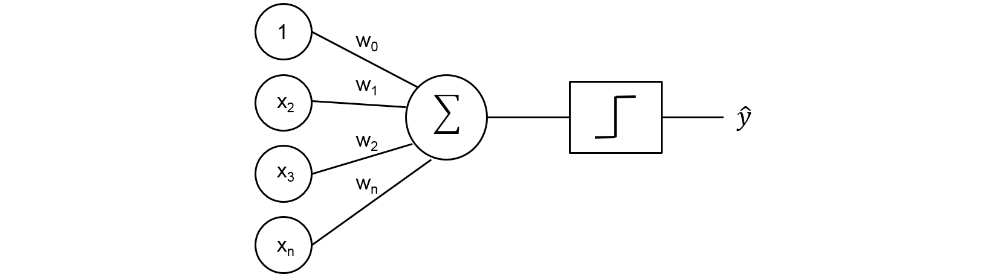 1
w₀
x₂
w₁
x₃
w₂
xₙ
wₙ
∑
ŷ